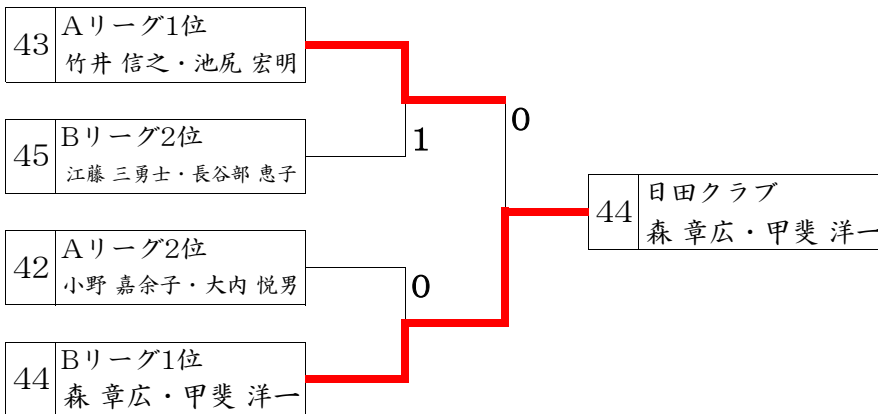 43
Aリーグ1位
竹井 信之・池尻 宏明
0
1
45
Bリーグ2位
江藤 三勇士・長谷部 恵子
44
日田クラブ
森 章広・甲斐 洋一
42
Aリーグ2位
小野 嘉余子・大内 悦男
0
44
Bリーグ1位
森 章広・甲斐 洋一